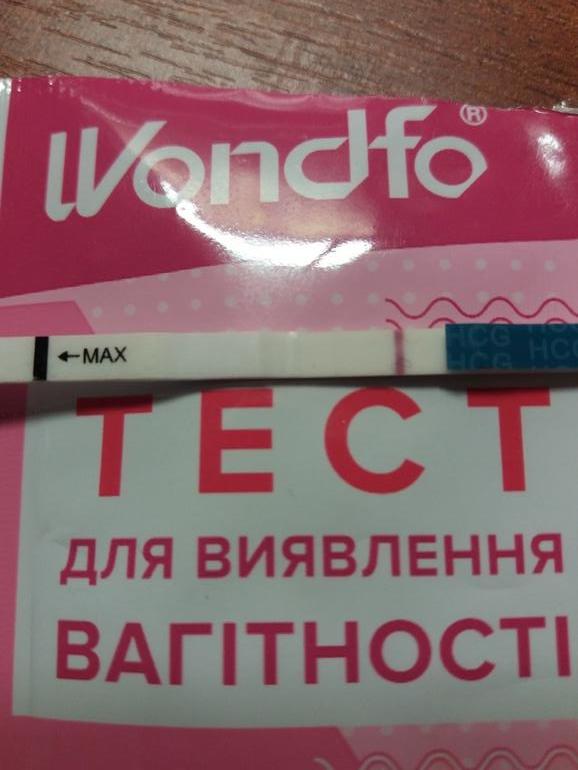 Wondfo®
←MAX
HCG HCG
HCG HCG
ТЕСТ
ДЛЯ ВИЯВЛЕННЯ
ВАГІТНОСТІ